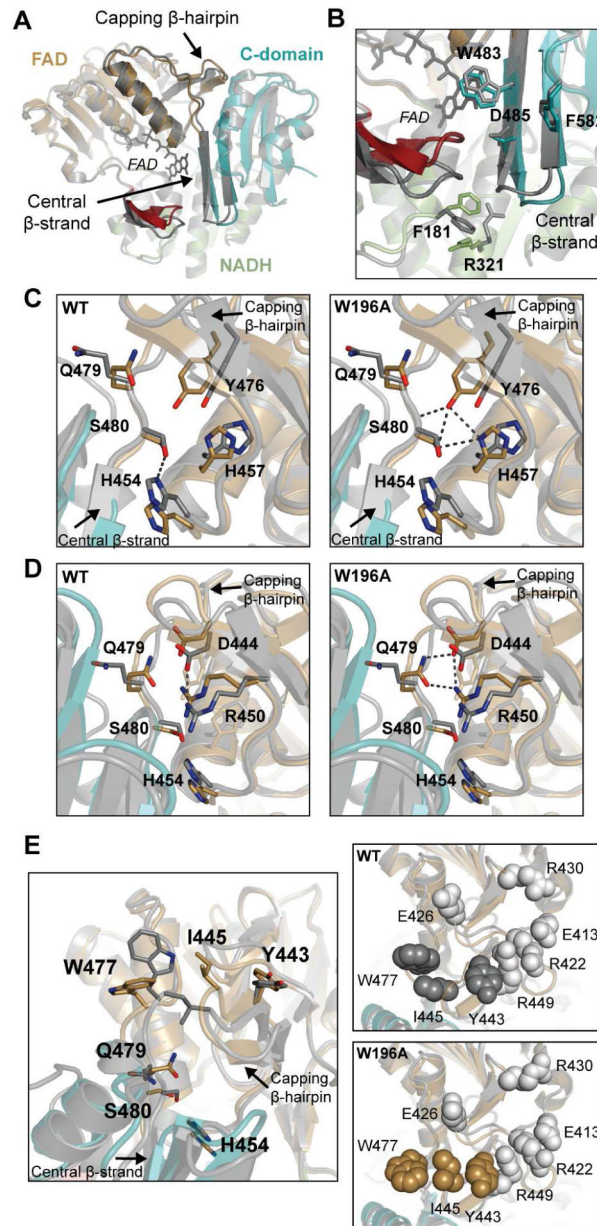 A
Capping β-hairpin
FAD
C-domain
FAD
Central
β-strand
NADH
B
W483
FAD
D485
F582
F181
Central
β-strand
R321
C
WT
Capping
β-hairpin
Q479
Y476
S480
H454
H457
Central β-strand
W196A
Capping
β-hairpin
Q479
Y476
S480
H454
H457
Central β-strand
D
WT
Capping
β-hairpin
Q479
D444
S480
R450
H454
W196A
Capping
β-hairpin
Q479
D444
S480
R450
H454
E
I445
Y443
W477
Q479
Capping
β-hairpin
S480
H454
Central β-strand
WT
R430
E426
E413
W477
R422
I445
R449
Y443
W196A
R430
E426
E413
W477
R422
I445
R449
Y443